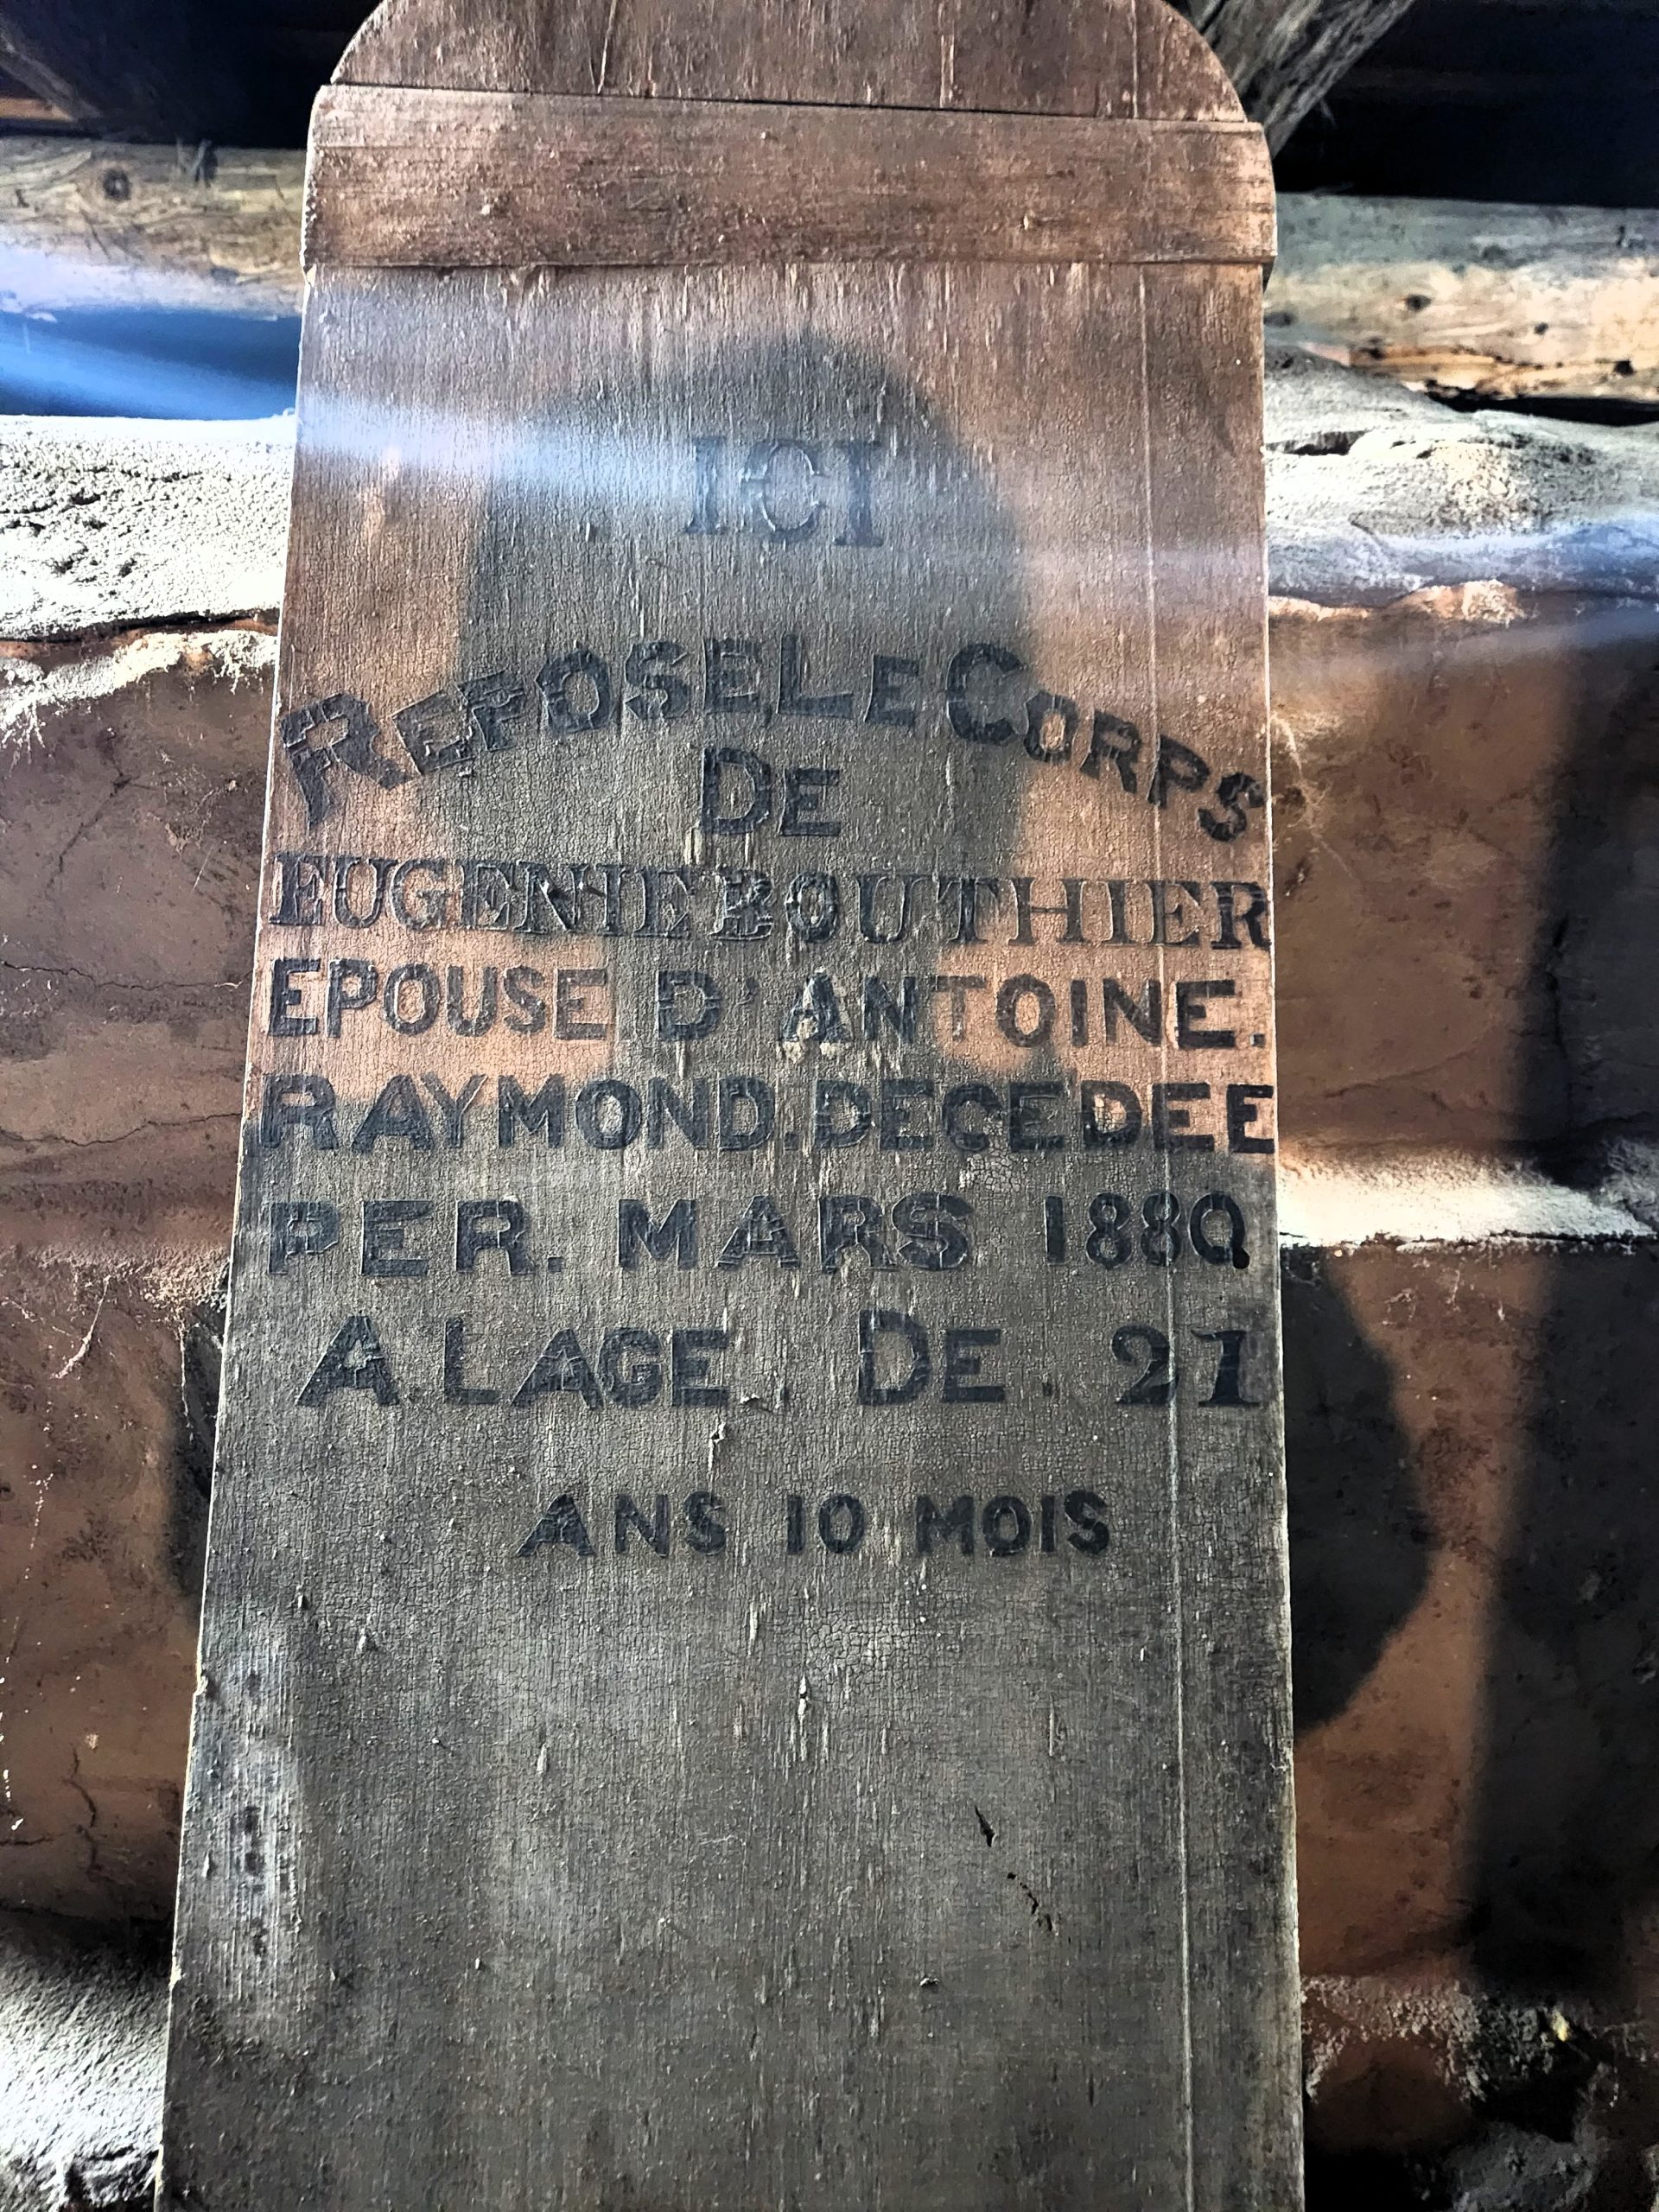 ICI
REPOSE LE CORPS
DE
EUGENIE BOUTHIER
EPOUSE D'ANTOINE.
RAYMOND. DECEDEE
PER. MARS 1880
A LAGE DE 21
ANS 10 MOIS